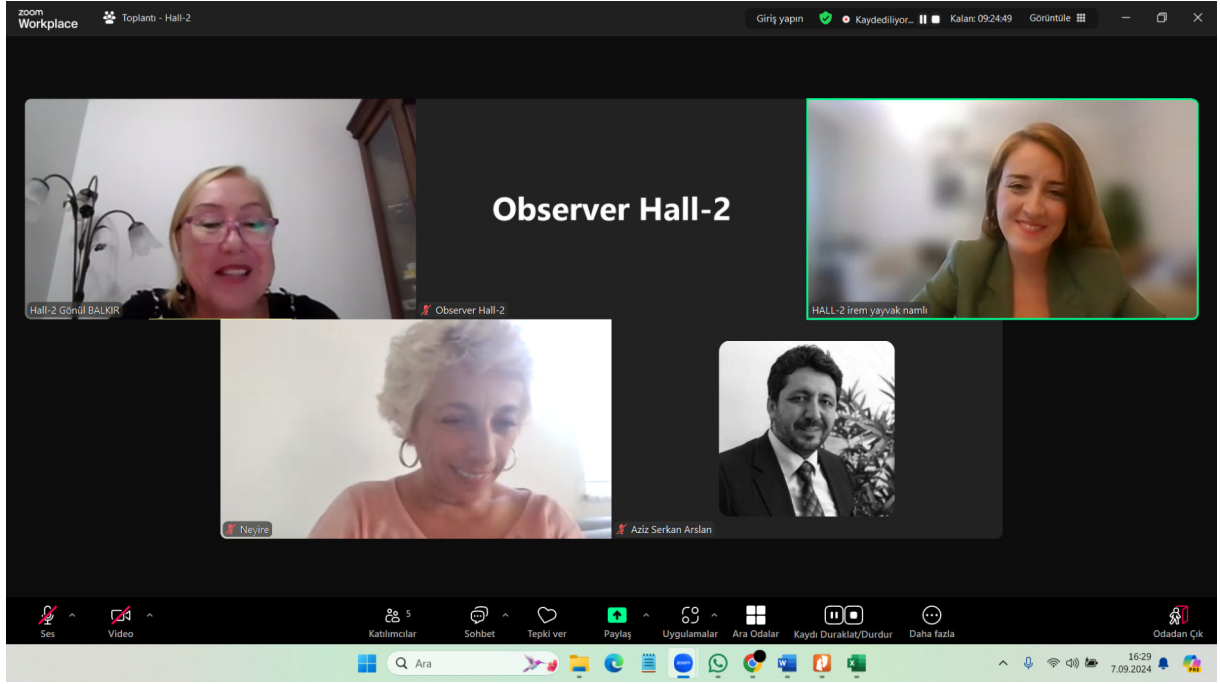 zoom
Workplace
Toplantı - Hall-2
Giriş yapın
Kaydediliyor...
Kalan: 09:24:49
Görüntüle
Observer Hall-2
Hall-2 Gönül BALKIR
Observer Hall-2
HALL-2 irem yayvak namlı
Neyire
Aziz Serkan Arslan
Ses
Video
5
Katılımcılar
Sohbet
Tepki ver
Paylaş
Uygulamalar
Ara Odalar
Kaydı Duraklat/Durdur
Daha fazla
Odadan Çık
Ara
zoom
16:29
7.09.2024
PRE